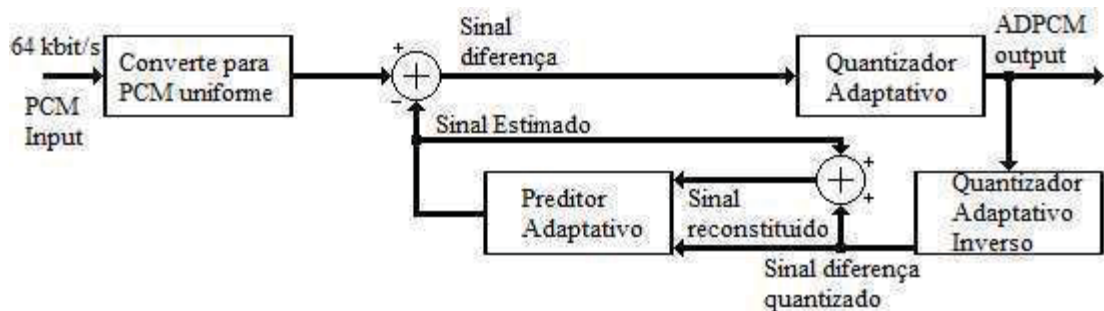 64 kbit/s
PCM
Input
Converte para
PCM uniforme
+
−
Sinal
diferença
Quantizador
Adaptativo
ADPCM
output
Sinal Estimado
+
+
Preditor
Adaptativo
Sinal
reconstituido
Quantizador
Adaptativo
Inverso
Sinal diferença
quantizado